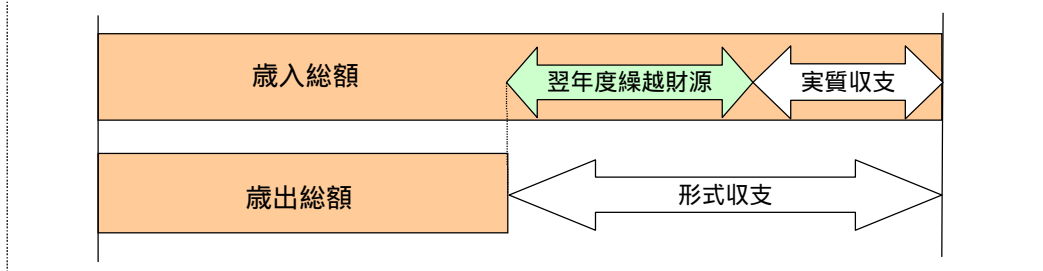 歳入総額
翌年度繰越財源
実質収支
歳出総額
形式収支